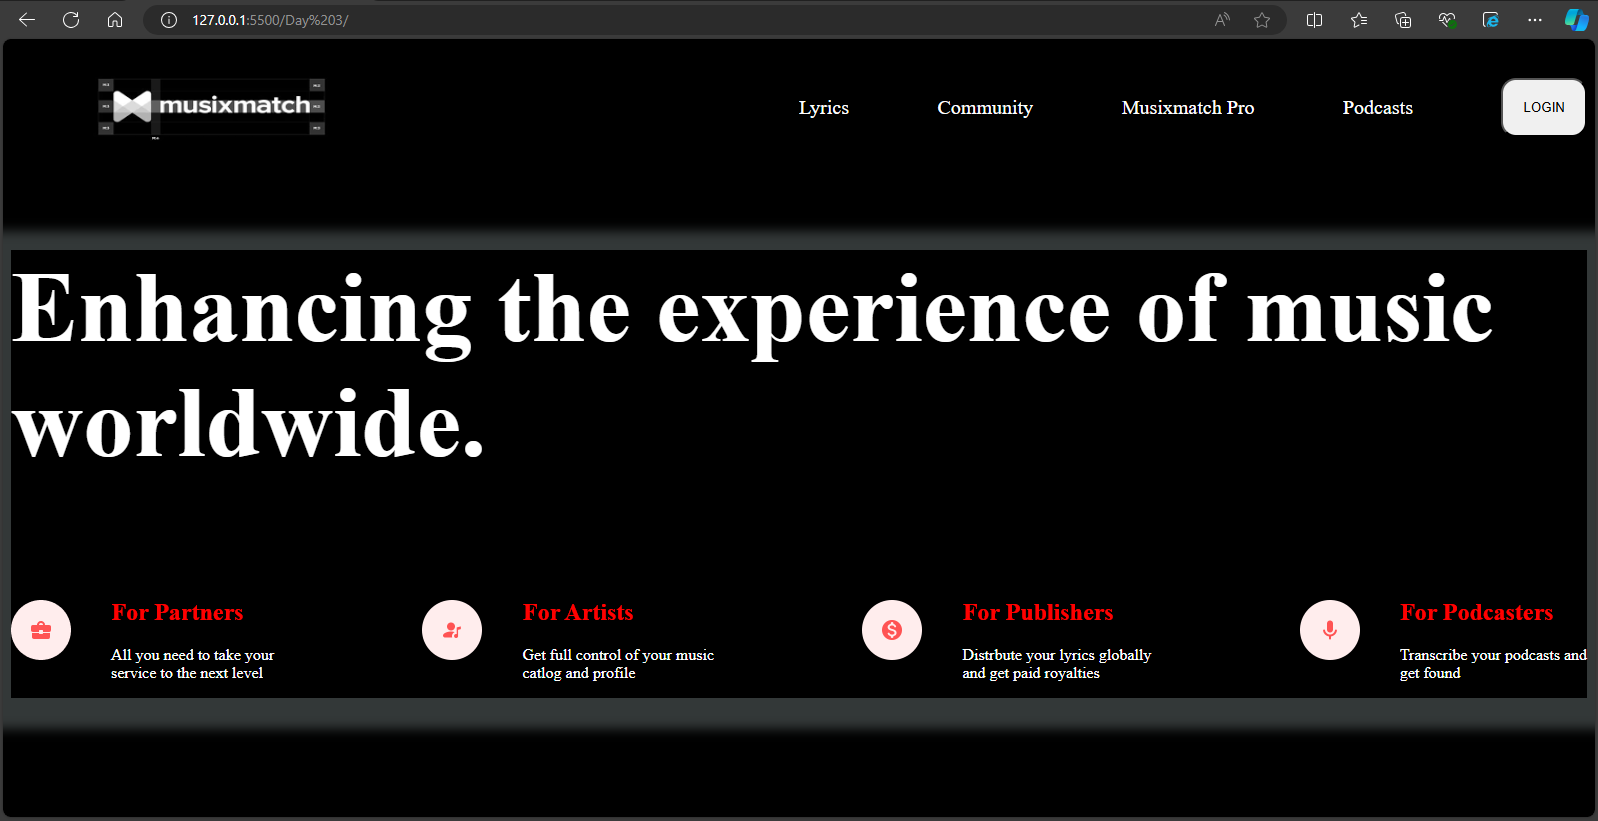 127.0.0.1:5500/Day%203/
musixmatch
Lyrics
Community
Musixmatch Pro
Podcasts
LOGIN
Enhancing the experience of music
worldwide.
For Partners
All you need to take your
service to the next level
For Artists
Get full control of your music
catlog and profile
For Publishers
Distrbute your lyrics globally
and get paid royalties
For Podcasters
Transcribe your podcasts and
get found